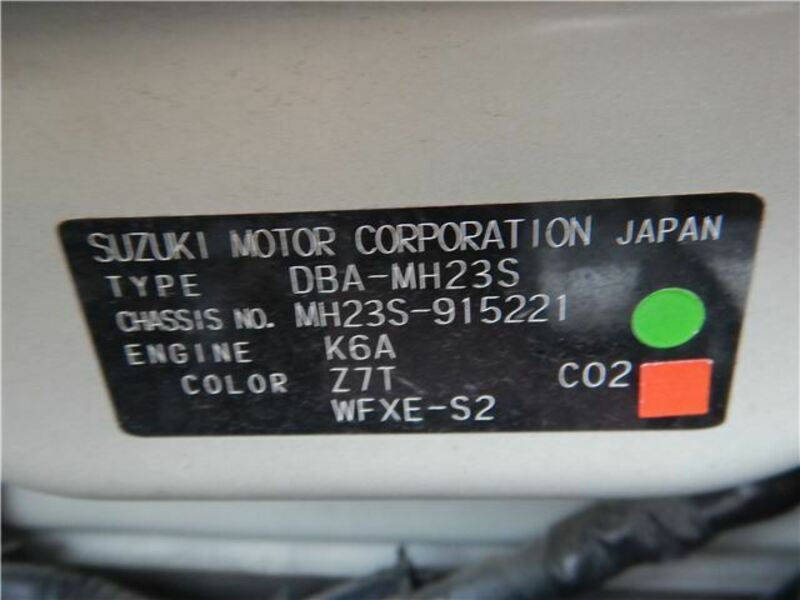 SUZUKI MOTOR CORPORATION JAPAN
TYPE DBA-MH23S
CHASSIS NO. MH23S-915221
ENGINE K6A
COLOR Z7T CO2
WFXE-S2